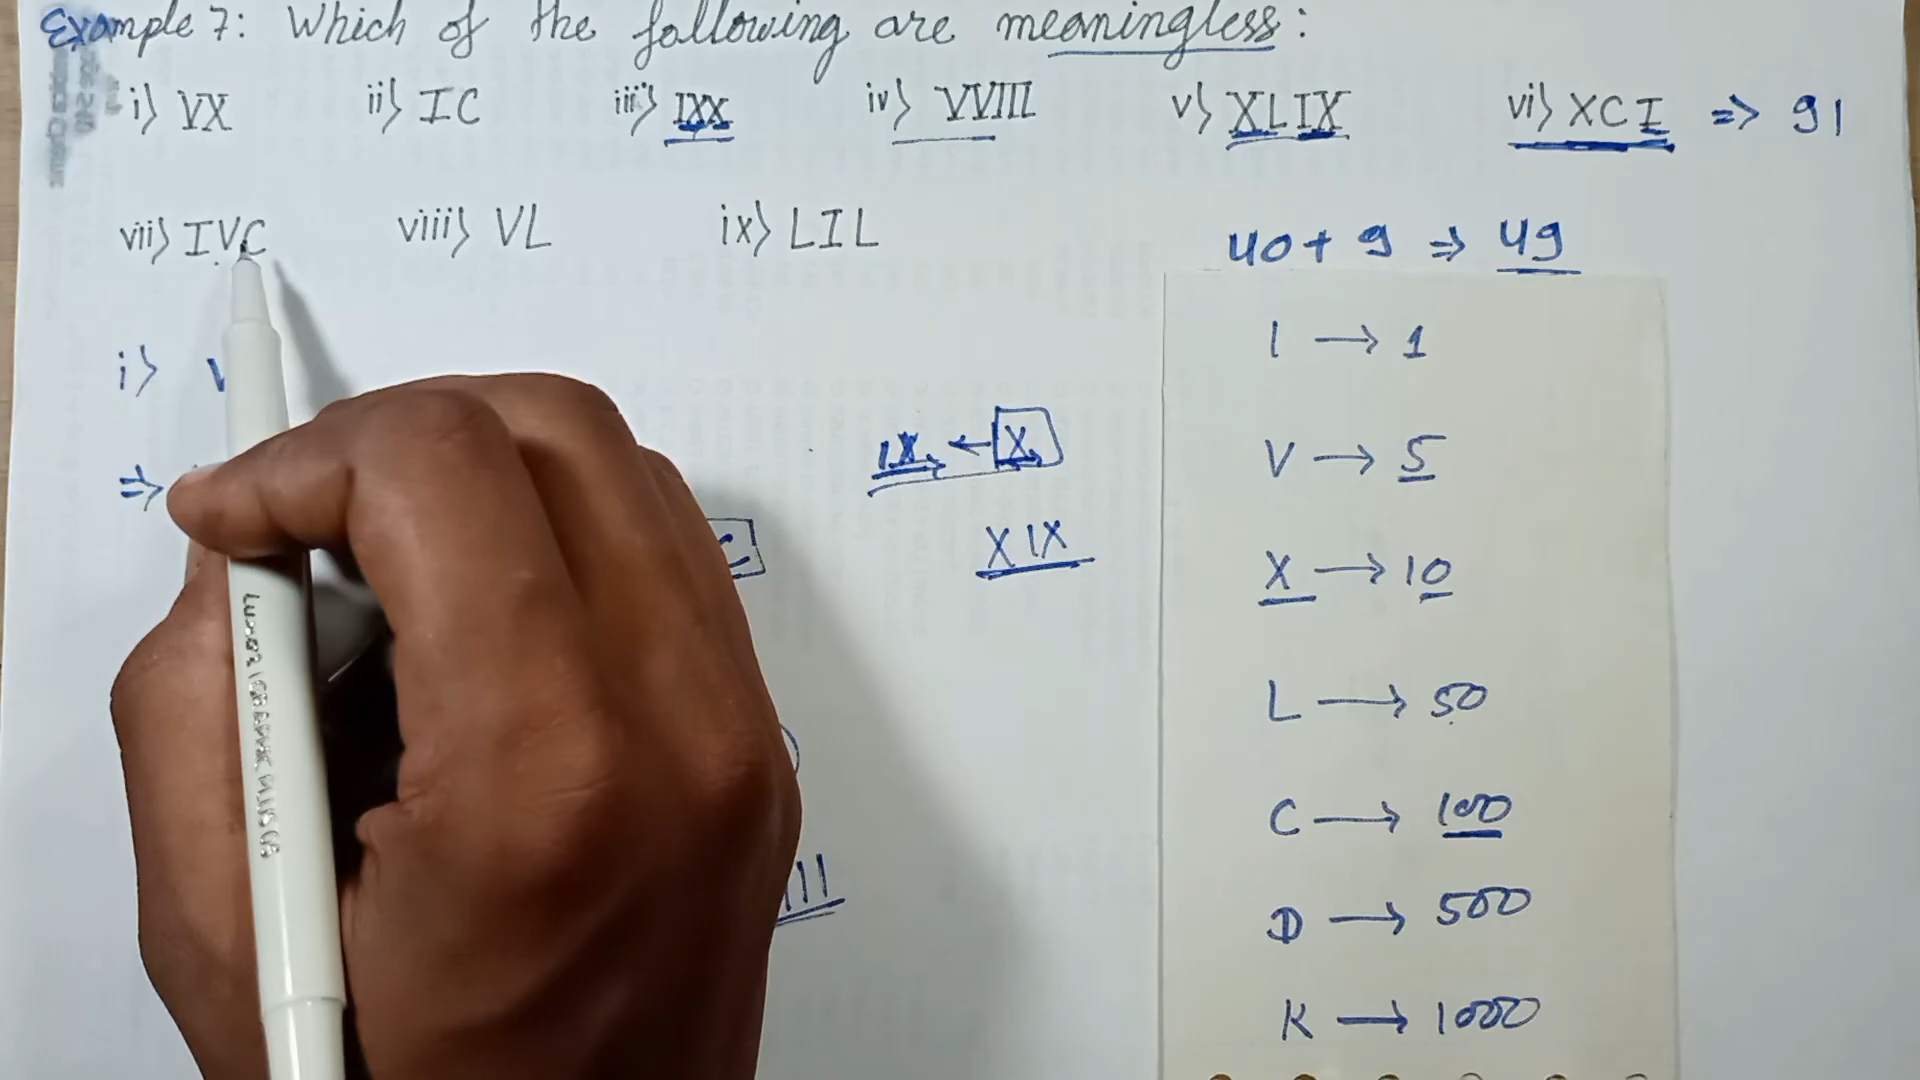 Example 7: Which of the following are meaningless:
i) VX ii) IC iii) IXX iv) VVIII v) XLIX vi) XCI => 91
vii) IVC viii) VL ix) LIL
40 + 9 => 49
I → 1
i) V
IX ← X
V → 5
=>
XIX
X → 10
L → 50
C → 100
III
D → 500
K → 1000